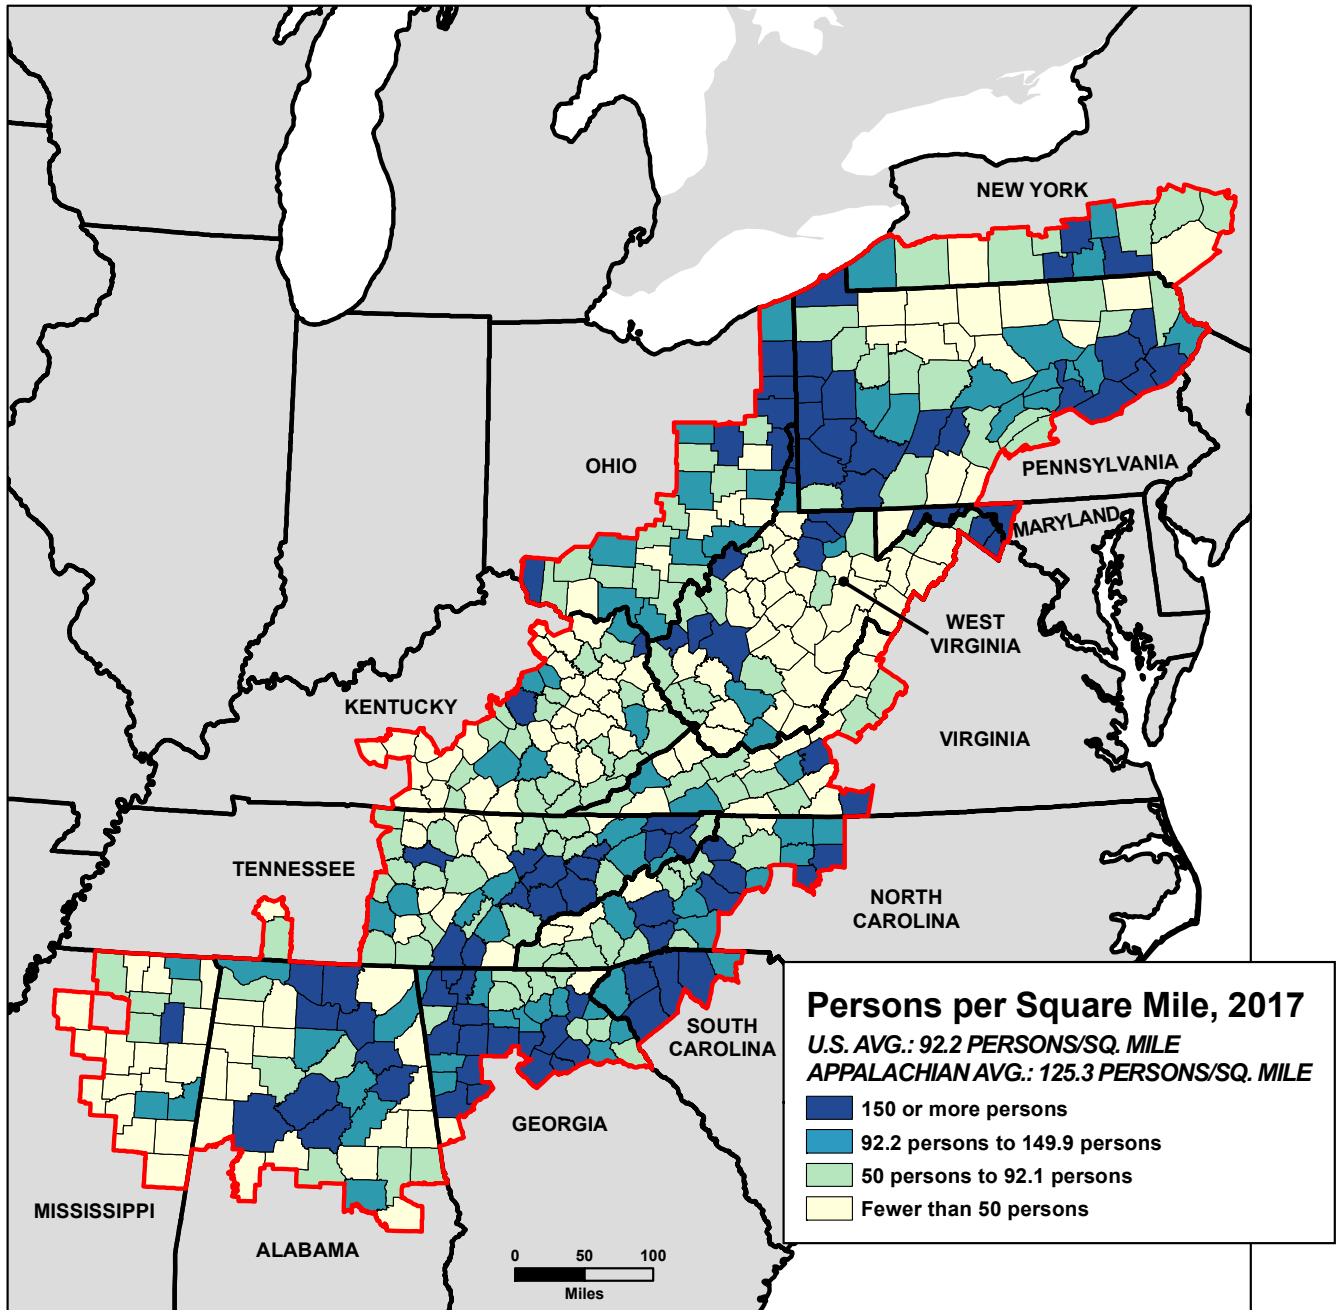 NEW YORK
OHIO
PENNSYLVANIA
MARYLAND
WEST
VIRGINIA
KENTUCKY
VIRGINIA
TENNESSEE
NORTH
CAROLINA
SOUTH
CAROLINA
GEORGIA
MISSISSIPPI
ALABAMA
0 50 100
Miles
Persons per Square Mile, 2017
U.S. AVG.: 92.2 PERSONS/SQ. MILE
APPALACHIAN AVG.: 125.3 PERSONS/SQ. MILE
150 or more persons
92.2 persons to 149.9 persons
50 persons to 92.1 persons
Fewer than 50 persons